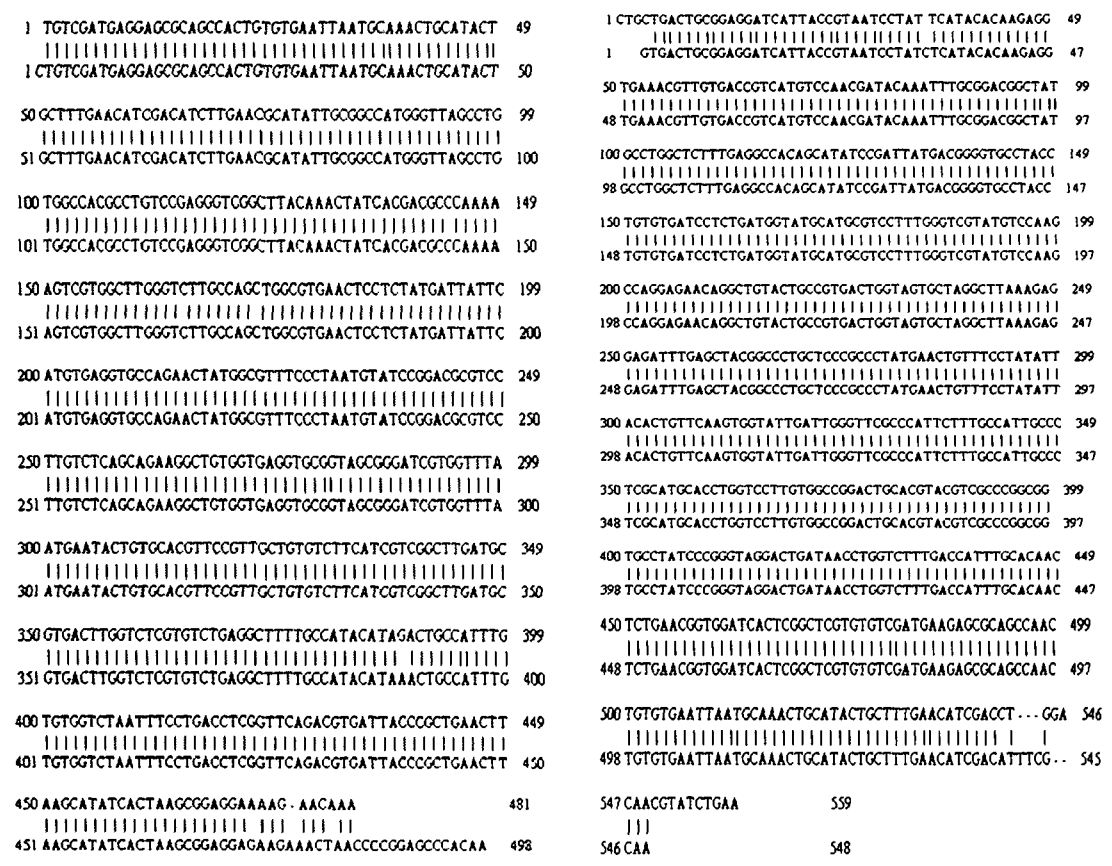 1 TGTCGATGAGGAGCGCAGCCACTGTGTGAATTAATGCAAACTGCATACT 49
1 CTGTCGATGAGGAGCGCAGCCACTGTGTGAATTAATGCAAACTGCATACT 50
50 GCTTTGAACATCGACATCTTGAACGCATATTGCGGCCATGGGTTAGCCTG 99
51 GCTTTGAACATCGACATCTTGAACGCATATTGCGGCCATGGGTTAGCCTG 100
100 TGGCCACGCCTGTCCGAGGGTCGGCTTACAAACTATCACGACGCCCAAAA 149
101 TGGCCACGCCTGTCCGAGGGTCGGCTTACAAACTATCACGACGCCCAAAA 150
150 AGTCGTGGCTTGGGTCTTGCCAGCTGGCGTGAACTCCTCTATGATTATTC 199
151 AGTCGTGGCTTGGGTCTTGCCAGCTGGCGTGAACTCCTCTATGATTATTC 200
200 ATGTGAGGTGCCAGAACTATGGCGTTTCCCTAATGTATCCGGACGCGTCC 249
201 ATGTGAGGTGCCAGAACTATGGCGTTTCCCTAATGTATCCGGACGCGTCC 250
250 TTGTCTCAGCAGAAGGCTGTGGTGAGGTGCGGTAGCGGGATCGTGGTTTA 299
251 TTGTCTCAGCAGAAGGCTGTGGTGAGGTGCGGTAGCGGGATCGTGGTTTA 300
300 ATGAATACTGTGCACGTTCCGTTGCTGTGTCTTCATCGTCGGCTTGATGC 349
301 ATGAATACTGTGCACGTTCCGTTGCTGTGTCTTCATCGTCGGCTTGATGC 350
350 GTGACTTGGTCTCGTGTCTGAGGCTTTTGCCATACATAGACTGCCATTTG 399
351 GTGACTTGGTCTCGTGTCTGAGGCTTTTGCCATACATAAACTGCCATTTG 400
400 TGTGGTCTAATTTCCTGACCTCGGTTCAGACGTGATTACCCGCTGAACTT 449
401 TGTGGTCTAATTTCCTGACCTCGGTTCAGACGTGATTACCCGCTGAACTT 450
450 AAGCATATCACTAAGCGGAGGAAAAG.AACAAA 481
451 AAGCATATCACTAAGCGGAGGAGAAGAAACTAACCCCGGAGCCCACAA 498
1 CTGCTGACTGCGGAGGATCATTACCGTAATCCTAT TCATACACAAGAGG 49
1 GTGACTGCGGAGGATCATTACCGTAATCCTATCTCATACACAAGAGG 47
50 TGAAACGTTGTGACCGTCATGTCCAACGATACAAATTTGCGGACGGCTAT 99
48 TGAAACGTTGTGACCGTCATGTCCAACGATACAAATTTGCGGACGGCTAT 97
100 GCCTGGCTCTTTGAGGCCACAGCATATCCGATTATGACGGGGTGCCTACC 149
98 GCCTGGCTCTTTGAGGCCACAGCATATCCGATTATGACGGGGTGCCTACC 147
150 TGTGTGATCCTCTGATGGTATGCATGCGTCCTTTGGGTCGTATGTCCAAG 199
148 TGTGTGATCCTCTGATGGTATGCATGCGTCCTTTGGGTCGTATGTCCAAG 197
200 CCAGGAGAACAGGCTGTACTGCCGTGACTGGTAGTGCTAGGCTTAAAGAG 249
198 CCAGGAGAACAGGCTGTACTGCCGTGACTGGTAGTGCTAGGCTTAAAGAG 247
250 GAGATTTGAGCTACGGCCCTGCTCCCGCCCTATGAACTGTTTCCTATATT 299
248 GAGATTTGAGCTACGGCCCTGCTCCCGCCCTATGAACTGTTTCCTATATT 297
300 ACACTGTTCAAGTGGTATTGATTGGGTTCGCCCATTCTTTGCCATTGCCC 349
298 ACACTGTTCAAGTGGTATTGATTGGGTTCGCCCATTCTTTGCCATTGCCC 347
350 TCGCATGCACCTGGTCCTTGTGGCCGGACTGCACGTACGTCGCCCGGCGG 399
348 TCGCATGCACCTGGTCCTTGTGGCCGGACTGCACGTACGTCGCCCGGCGG 397
400 TGCCTATCCCGGGTAGGACTGATAACCTGGTCTTTGACCATTTGCACAAC 449
398 TGCCTATCCCGGGTAGGACTGATAACCTGGTCTTTGACCATTTGCACAAC 447
450 TCTGAACGGTGGATCACTCGGCTCGTGTGTCGATGAAGAGCGCAGCCAAC 499
448 TCTGAACGGTGGATCACTCGGCTCGTGTGTCGATGAAGAGCGCAGCCAAC 497
500 TGTGTGAATTAATGCAAACTGCATACTGCTTTGAACATCGACCT...GGA 546
498 TGTGTGAATTAATGCAAACTGCATACTGCTTTGAACATCGACATTTCG.. 545
547 CAACGTATCTGAA 559
546 CAA 548